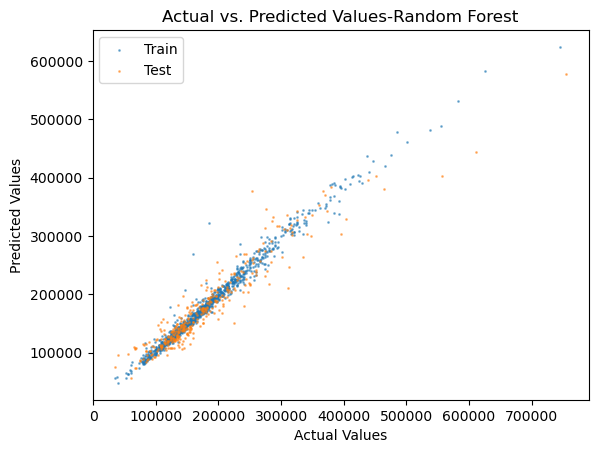 Actual vs. Predicted Values-Random Forest
Train
Test
600000
500000
400000
300000
200000
100000
Predicted Values
0 100000 200000 300000 400000 500000 600000 700000
Actual Values